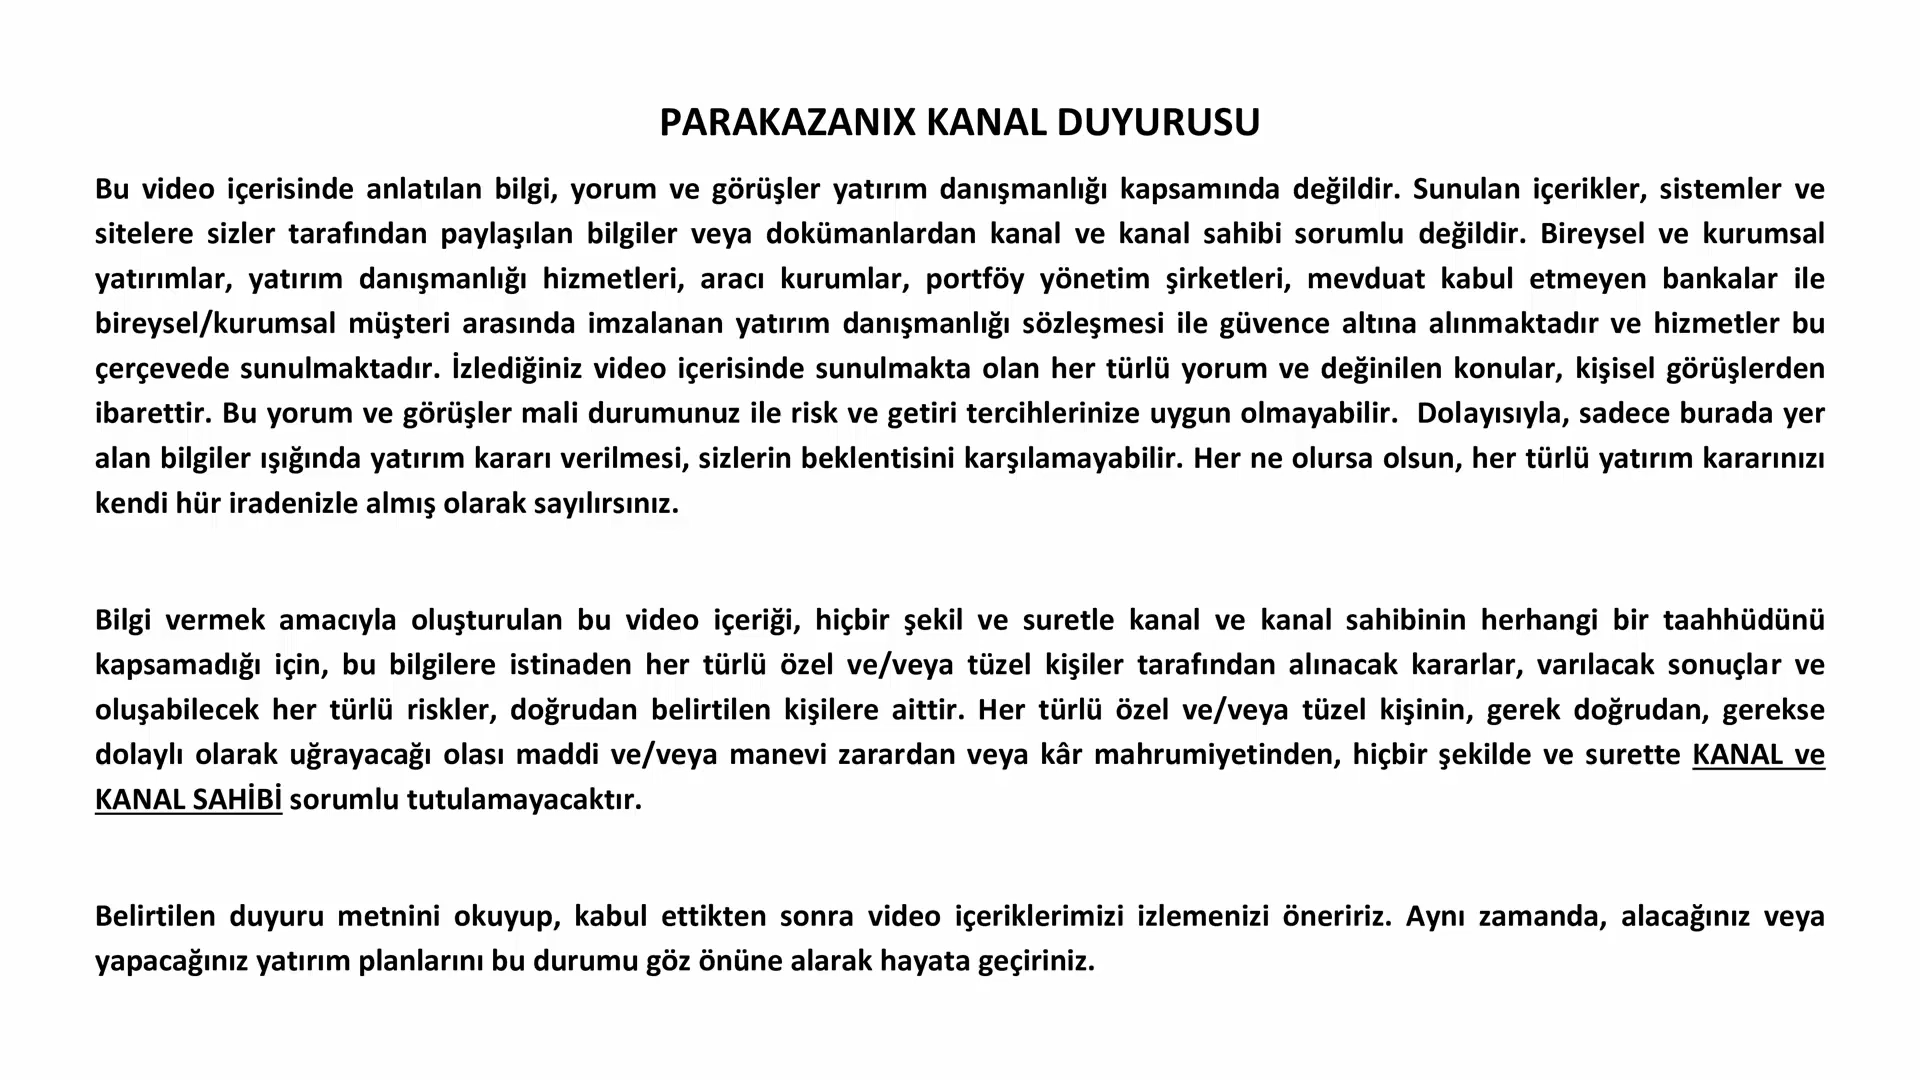 PARAKAZANIX KANAL DUYURUSU
Bu video içerisinde anlatılan bilgi, yorum ve görüşler yatırım danışmanlığı kapsamında değildir. Sunulan içerikler, sistemler ve
sitelere sizler tarafından paylaşılan bilgiler veya dokümanlardan kanal ve kanal sahibi sorumlu değildir. Bireysel ve kurumsal
yatırımlar, yatırım danışmanlığı hizmetleri, aracı kurumlar, portföy yönetim şirketleri, mevduat kabul etmeyen bankalar ile
bireysel/kurumsal müşteri arasında imzalanan yatırım danışmanlığı sözleşmesi ile güvence altına alınmaktadır ve hizmetler bu
çerçevede sunulmaktadır. İzlediğiniz video içerisinde sunulmakta olan her türlü yorum ve değinilen konular, kişisel görüşlerden
ibarettir. Bu yorum ve görüşler mali durumunuz ile risk ve getiri tercihlerinize uygun olmayabilir.  Dolayısıyla, sadece burada yer
alan bilgiler ışığında yatırım kararı verilmesi, sizlerin beklentisini karşılamayabilir. Her ne olursa olsun, her türlü yatırım kararınızı
kendi hür iradenizle almış olarak sayılırsınız.
Bilgi vermek amacıyla oluşturulan bu video içeriği, hiçbir şekil ve suretle kanal ve kanal sahibinin herhangi bir taahhüdünü
kapsamadığı için, bu bilgilere istinaden her türlü özel ve/veya tüzel kişiler tarafından alınacak kararlar, varılacak sonuçlar ve
oluşabilecek her türlü riskler, doğrudan belirtilen kişilere aittir. Her türlü özel ve/veya tüzel kişinin, gerek doğrudan, gerekse
dolaylı olarak uğrayacağı olası maddi ve/veya manevi zarardan veya kâr mahrumiyetinden, hiçbir şekilde ve surette KANAL ve
KANAL SAHİBİ sorumlu tutulamayacaktır.
Belirtilen duyuru metnini okuyup, kabul ettikten sonra video içeriklerimizi izlemenizi öneririz. Aynı zamanda, alacağınız veya
yapacağınız yatırım planlarını bu durumu göz önüne alarak hayata geçiriniz.